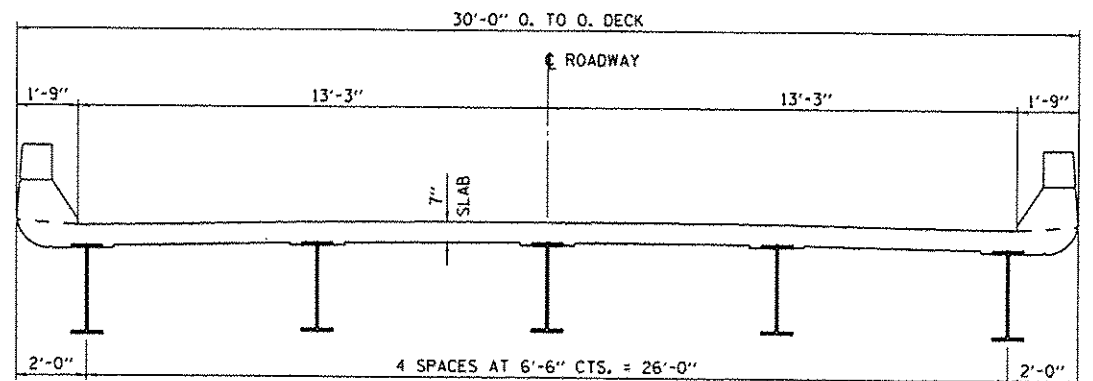 30'-0" O. TO O. DECK
℄ ROADWAY
1'-9"
13'-3"
13'-3"
1'-9"
7"
SLAB
2'-0"
4 SPACES AT 6'-6" CTS. = 26'-0"
2'-0"